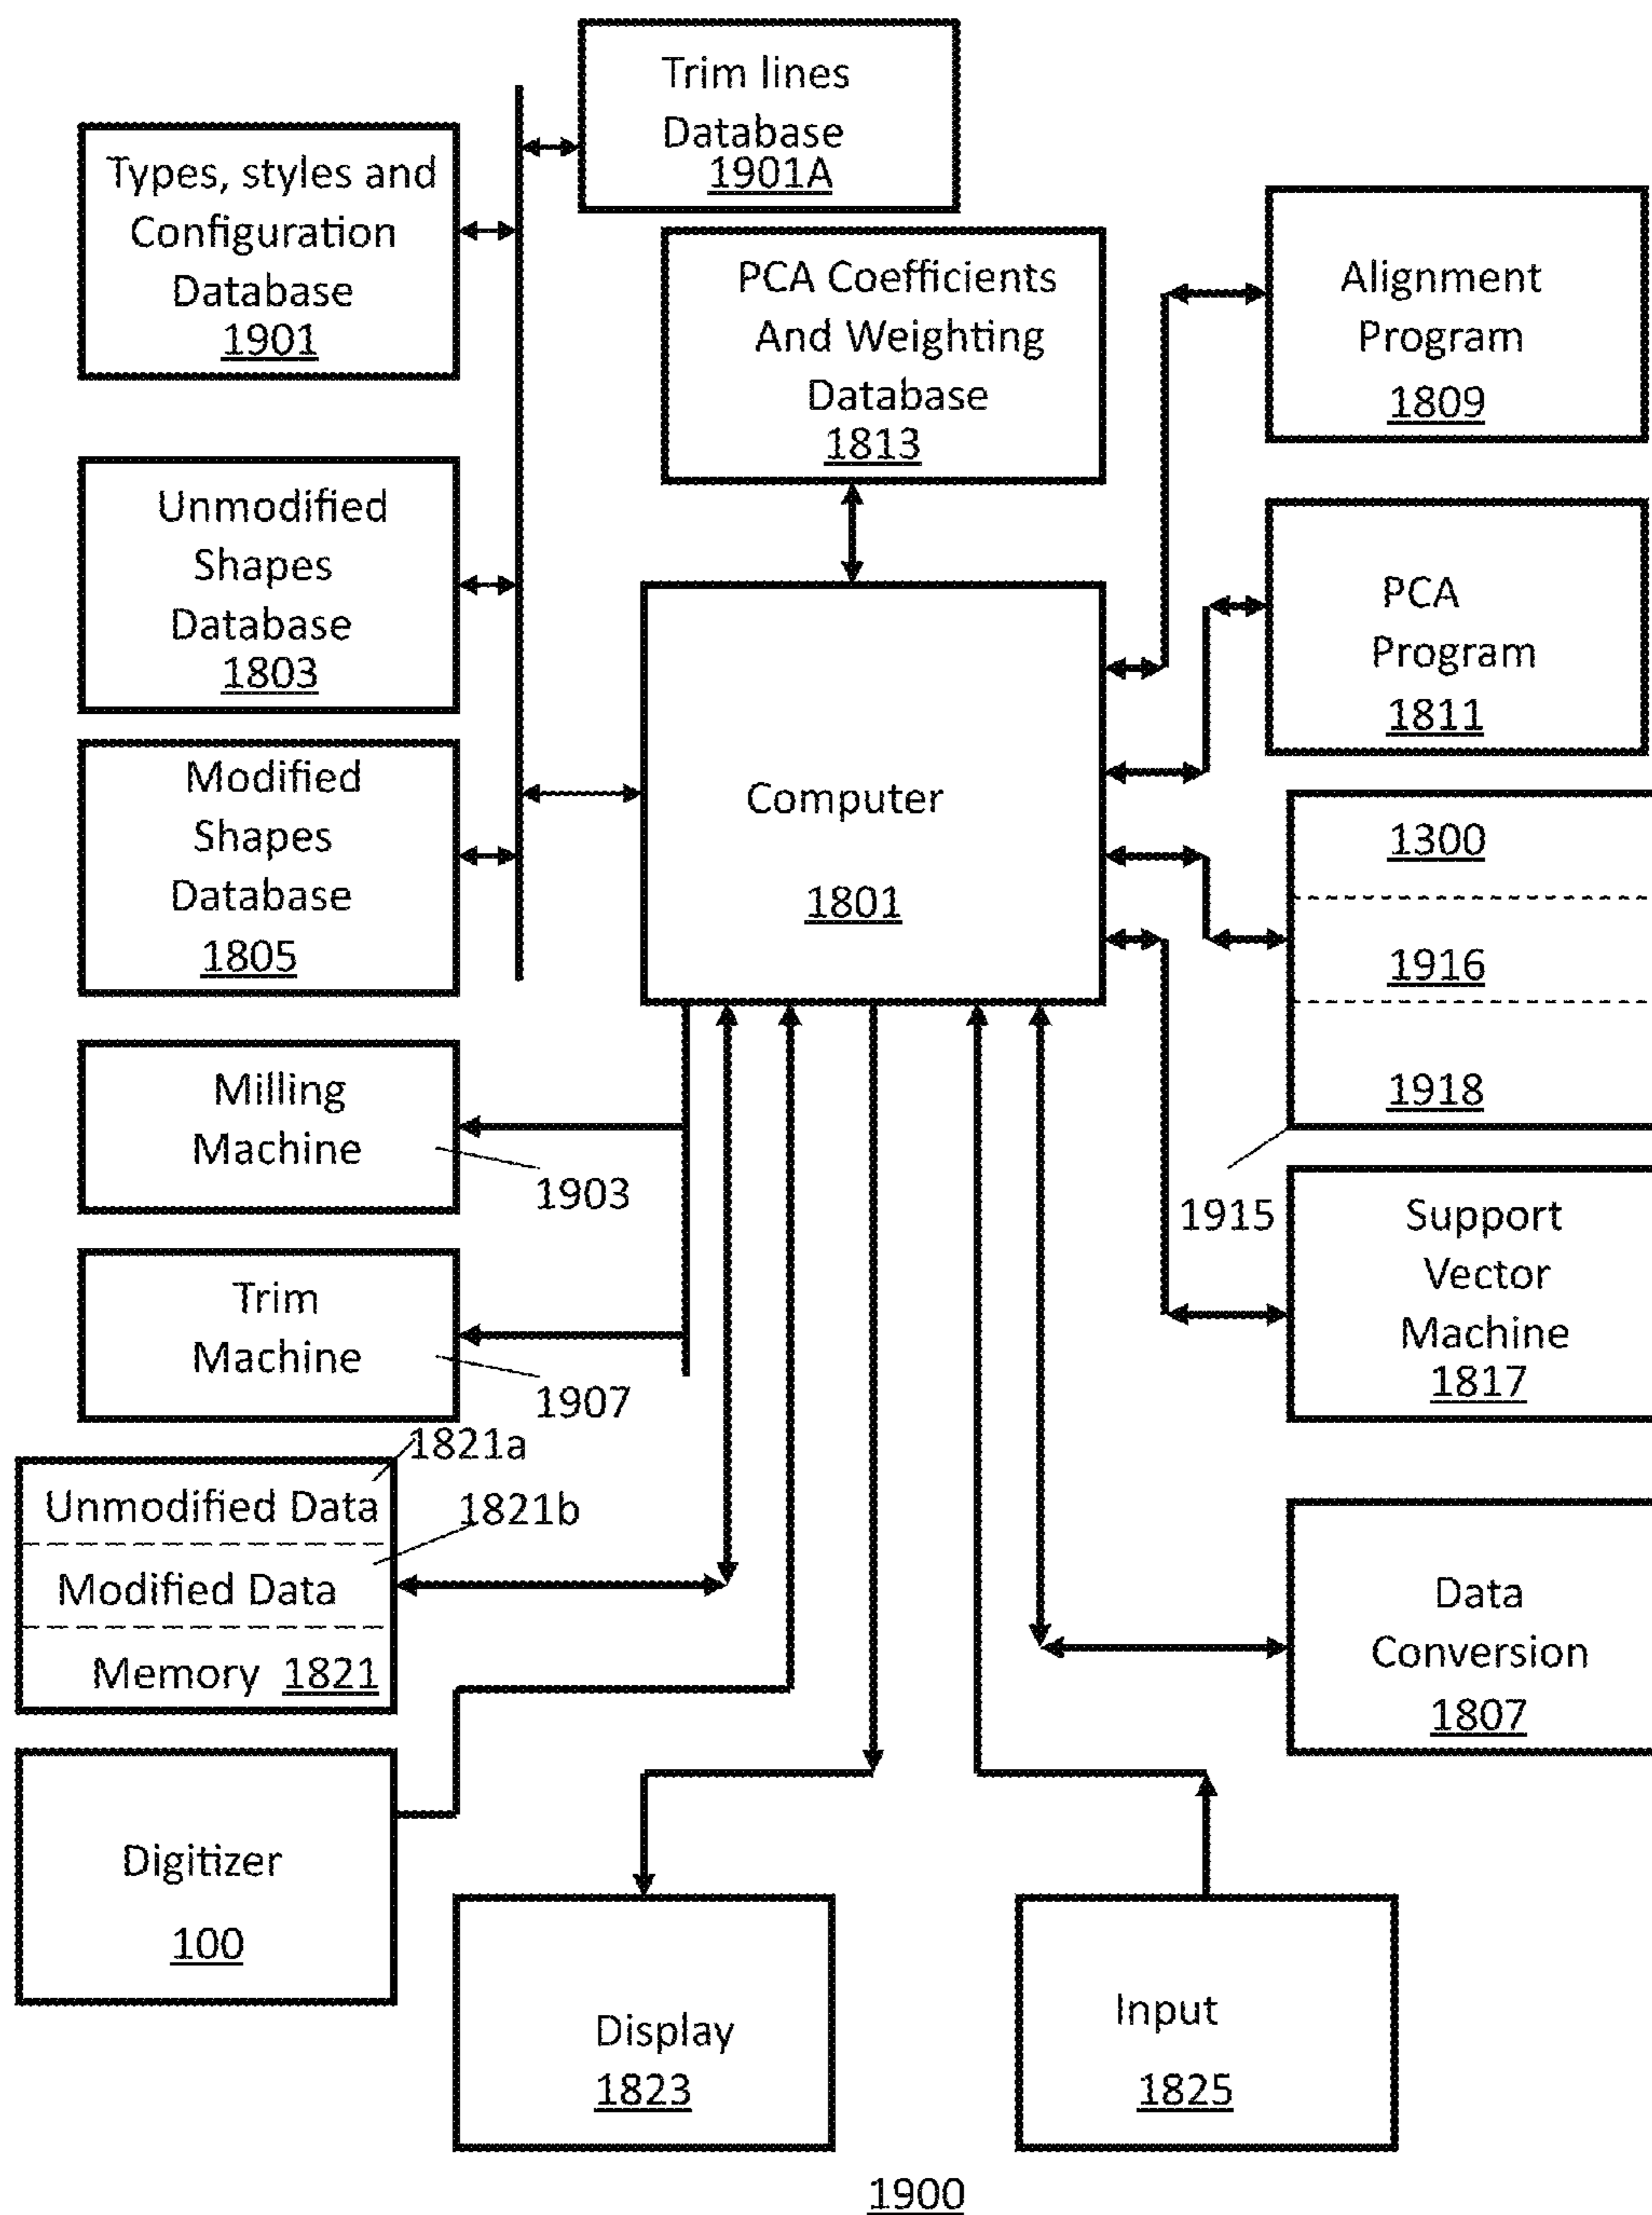 Trim lines
Database
1901A
Types, styles and
Configuration
Database
1901
PCA Coefficients
And Weighting
Database
1813
Alignment
Program
1809
Unmodified
Shapes
Database
1803
PCA
Program
1811
Modified
Shapes
Database
1805
Computer
1801
1300
1916
1918
1915
Milling
Machine
1903
Trim
Machine
1907
Support
Vector
Machine
1817
1821a
Unmodified Data
1821b
Modified Data
Memory 1821
Data
Conversion
1807
Digitizer
100
Display
1823
Input
1825
1900